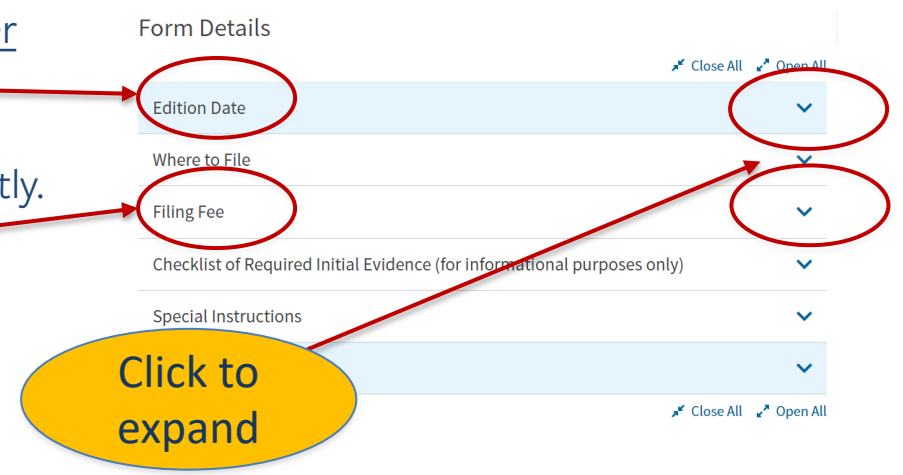 er
tly.
Form Details
Close All Open All
Edition Date
Where to File
Filing Fee
Checklist of Required Initial Evidence (for informational purposes only)
Special Instructions
Click to
expand
Close All Open All